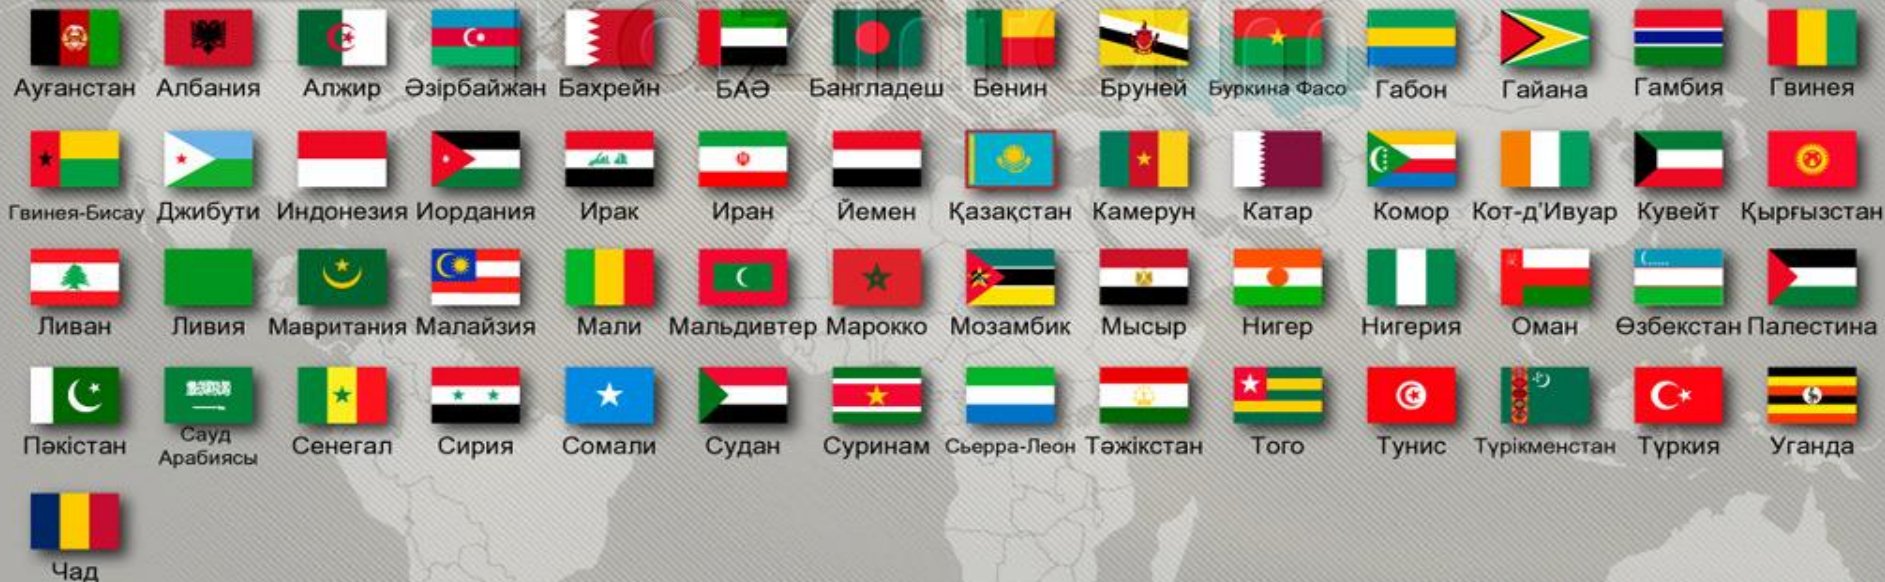 Ауғанстан Албания Алжир Әзірбайжан Бахрейн БАӘ Бангладеш Бенин Бруней Буркина Фасо Габон Гайана Гамбия Гвинея
Гвинея-Бисау Джибути Индонезия Иордания Ирак Иран Йемен Қазақстан Камерун Катар Комор Кот-д'Ивуар Кувейт Қырғызстан
Ливан Ливия Мавритания Малайзия Мали Мальдивтер Марокко Мозамбик Мысыр Нигер Нигерия Оман Өзбекстан Палестина
Пәкістан Сауд Арабиясы Сенегал Сирия Сомали Судан Суринам Сьерра-Леон Тәжікстан Того Тунис Түрікменстан Түркия Уганда
Чад